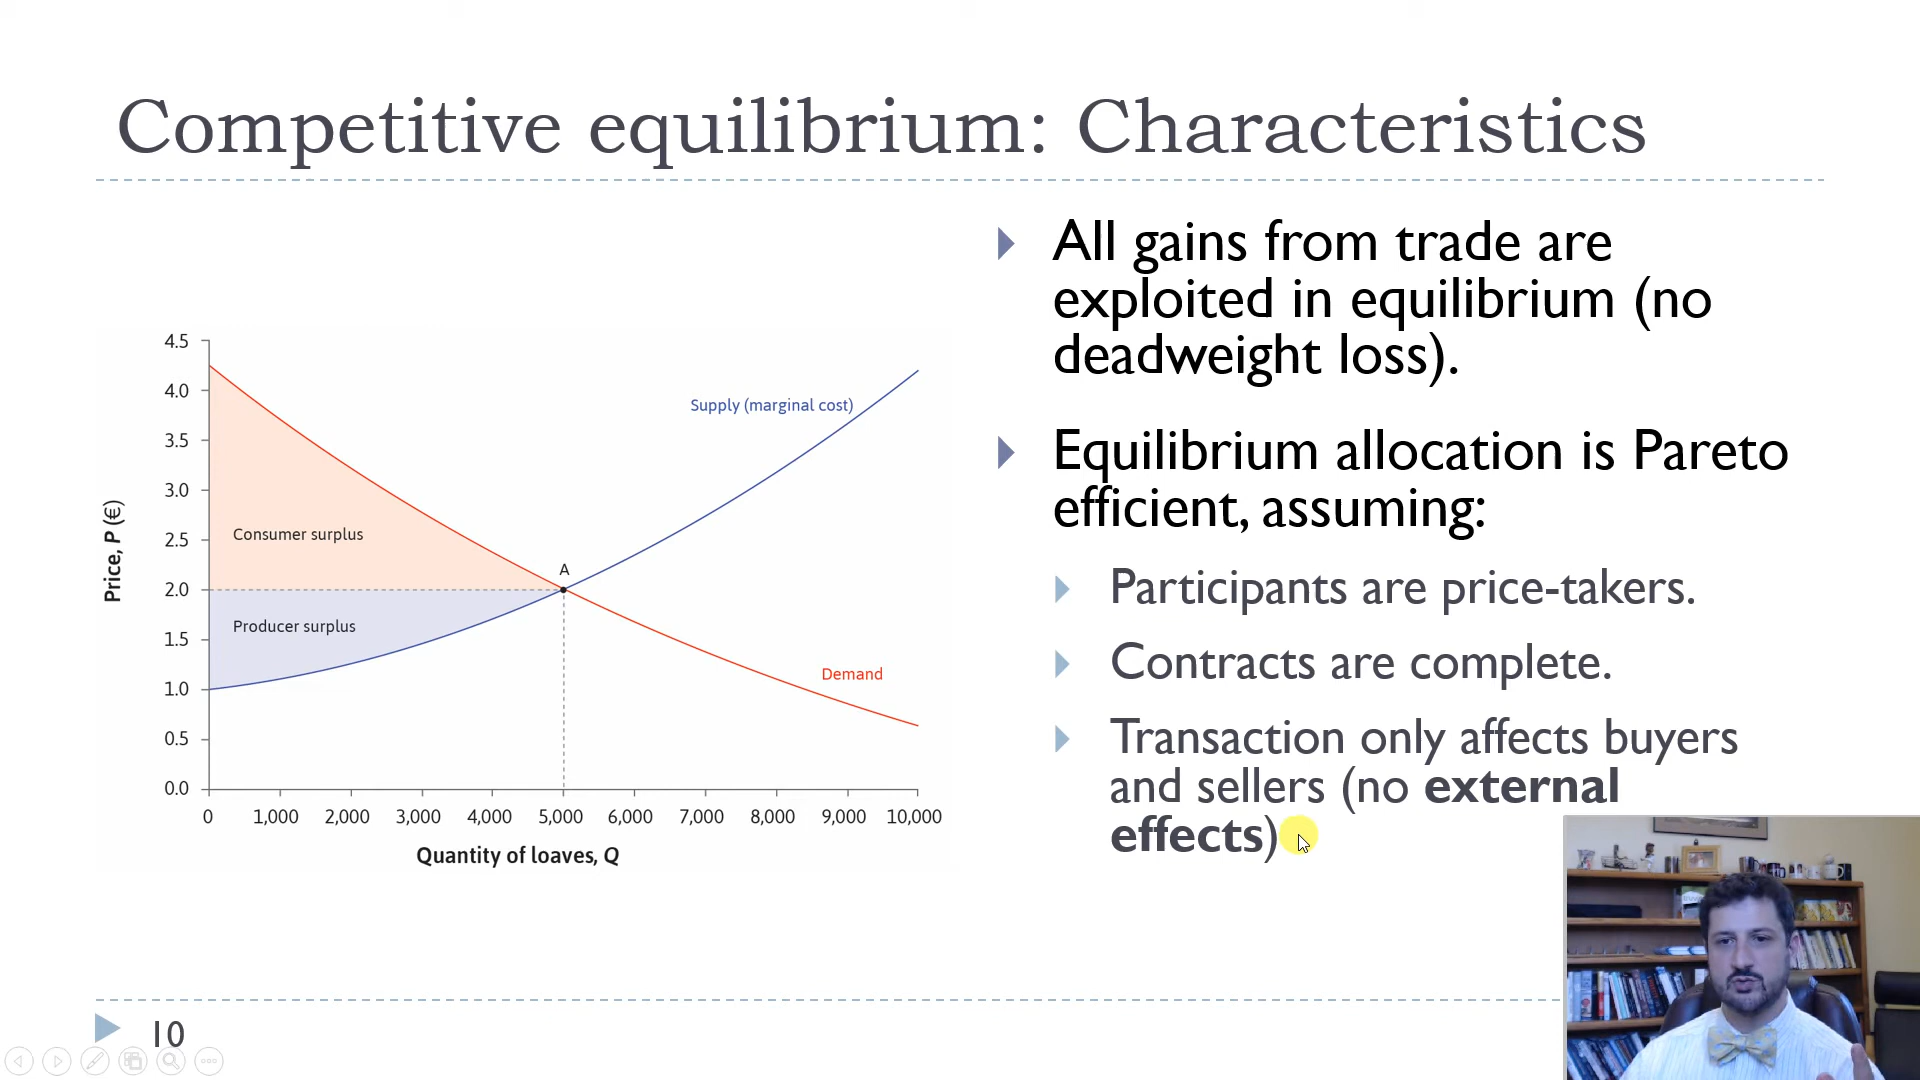 Competitive equilibrium: Characteristics
All gains from trade are
exploited in equilibrium (no
deadweight loss).
Equilibrium allocation is Pareto
efficient, assuming:
Participants are price-takers.
Contracts are complete.
Transaction only affects buyers
and sellers (no external
effects)
4.5
4.0
3.5
3.0
2.5
2.0
1.5
1.0
0.5
0.0
Price, P (€)
Supply (marginal cost)
Consumer surplus
A
Producer surplus
Demand
0 1,000 2,000 3,000 4,000 5,000 6,000 7,000 8,000 9,000 10,000
Quantity of loaves, Q
10